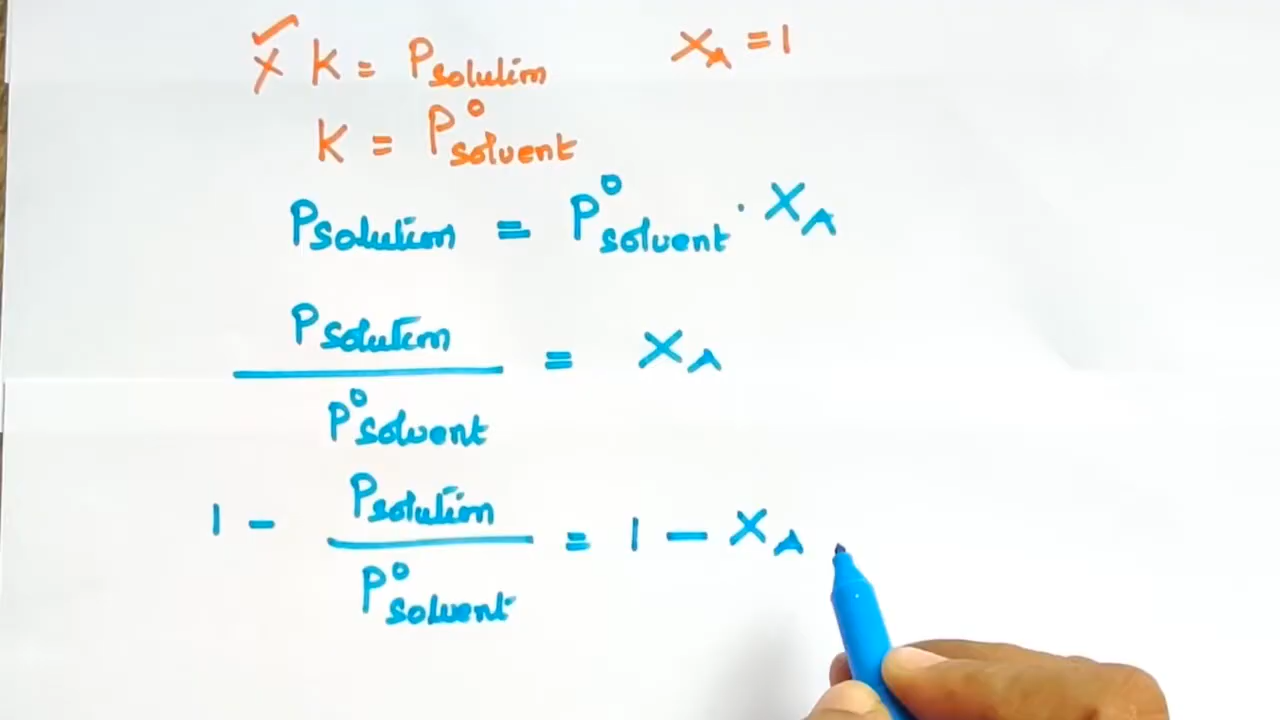 x K = Psolution XA = 1
K = P°solvent
Psolution = P°solvent · XA
Psolution
= XA
P°solvent
Psolution
1 - = 1 - XA
P°solvent